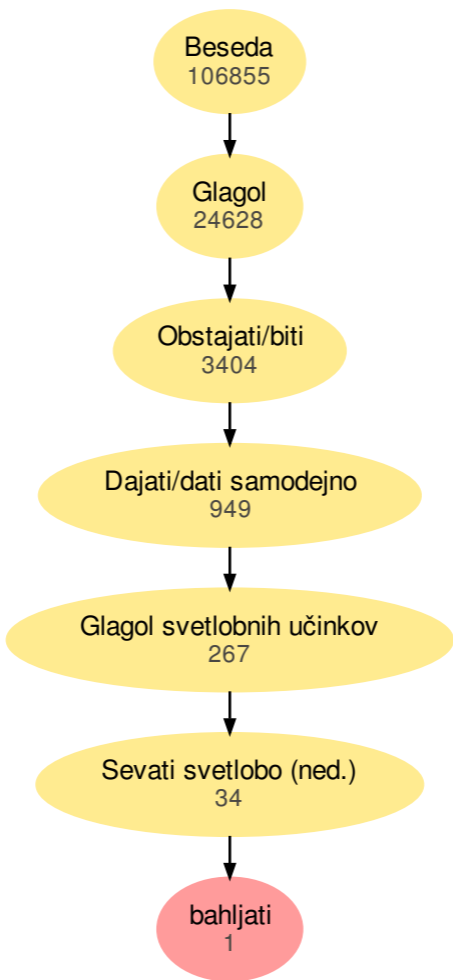 Beseda
106855
Glagol
24628
Obstajati/biti
3404
Dajati/dati samodejno
949
Glagol svetlobnih učinkov
267
Sevati svetlobo (ned.)
34
bahljati
1